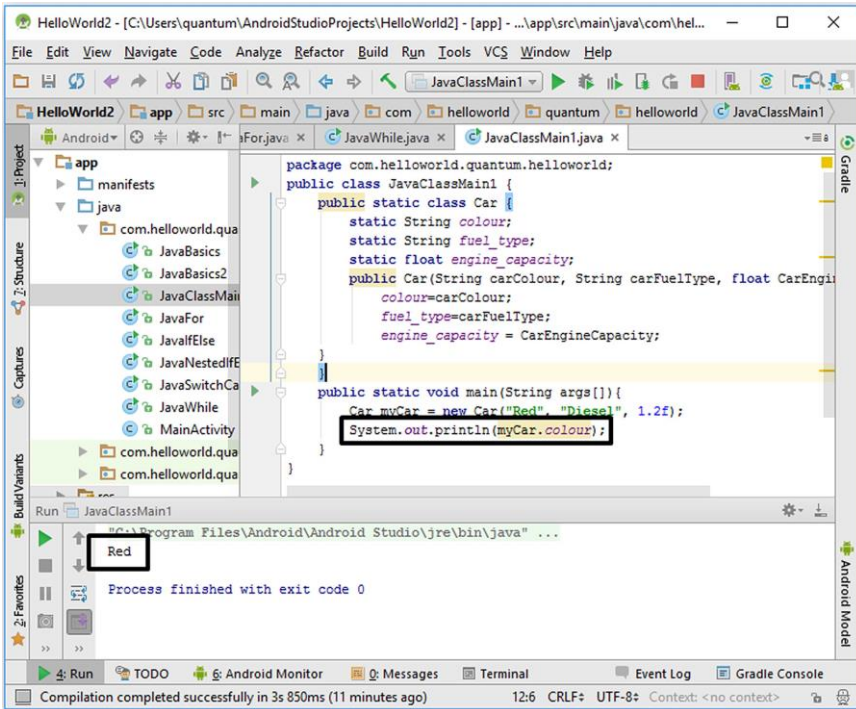 HelloWorld2 - [C:\Users\quantum\AndroidStudioProjects\HelloWorld2] - [app] - ...\app\src\main\java\com\hel...
File Edit View Navigate Code Analyze Refactor Build Run Tools VCS Window Help
JavaClassMain1
HelloWorld2 app src main java com helloworld quantum helloworld JavaClassMain1
Android aFor.java × JavaWhile.java × JavaClassMain1.java ×
1: Project
2: Structure
Captures
Build Variants
2: Favorites
app
manifests
java
com.helloworld.qua
JavaBasics
JavaBasics2
JavaClassMai
JavaFor
JavaIfElse
JavaNestedIfE
JavaSwitchCa
JavaWhile
MainActivity
com.helloworld.qua
com.helloworld.qua
package com.helloworld.quantum.helloworld;
public class JavaClassMain1 {
public static class Car {
static String colour;
static String fuel_type;
static float engine_capacity;
public Car(String carColour, String carFuelType, float CarEngin
colour=carColour;
fuel_type=carFuelType;
engine_capacity = CarEngineCapacity;
}
}
public static void main(String args[]){
Car myCar = new Car("Red", "Diesel", 1.2f);
System.out.println(myCar.colour);
}
}
Gradle
Android Model
Run JavaClassMain1
"C:\Program Files\Android\Android Studio\jre\bin\java" ...
Red
Process finished with exit code 0
4: Run TODO 6: Android Monitor 0: Messages Terminal Event Log Gradle Console
Compilation completed successfully in 3s 850ms (11 minutes ago) 12:6 CRLF UTF-8 Context: <no context>